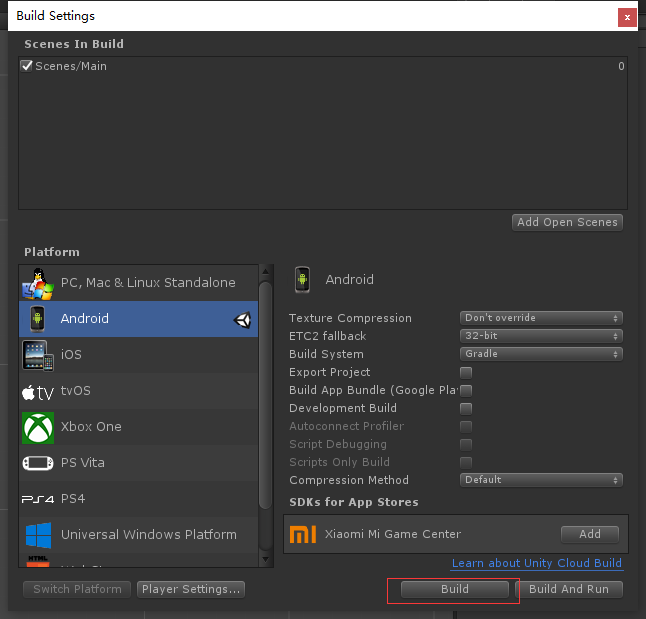 Build Settings
x
Scenes In Build
Scenes/Main 0
Add Open Scenes
Platform
PC, Mac & Linux Standalone
Android
iOS
tvOS
Xbox One
PS Vita
PS4
Universal Windows Platform
HTML
Android
Texture Compression Don't override
ETC2 fallback 32-bit
Build System Gradle
Export Project
Build App Bundle (Google Pla
Development Build
Autoconnect Profiler
Script Debugging
Scripts Only Build
Compression Method Default
SDKs for App Stores
Xiaomi Mi Game Center Add
Learn about Unity Cloud Build
Switch Platform Player Settings... Build Build And Run